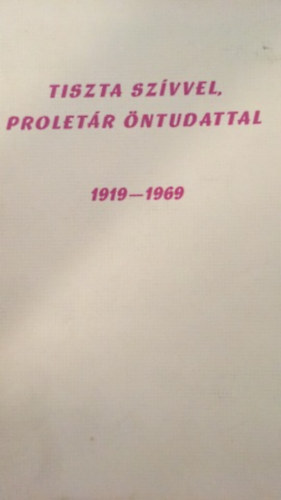 TISZTA SZÍVVEL,
PROLETÁR ÖNTUDATTAL
1919—1969